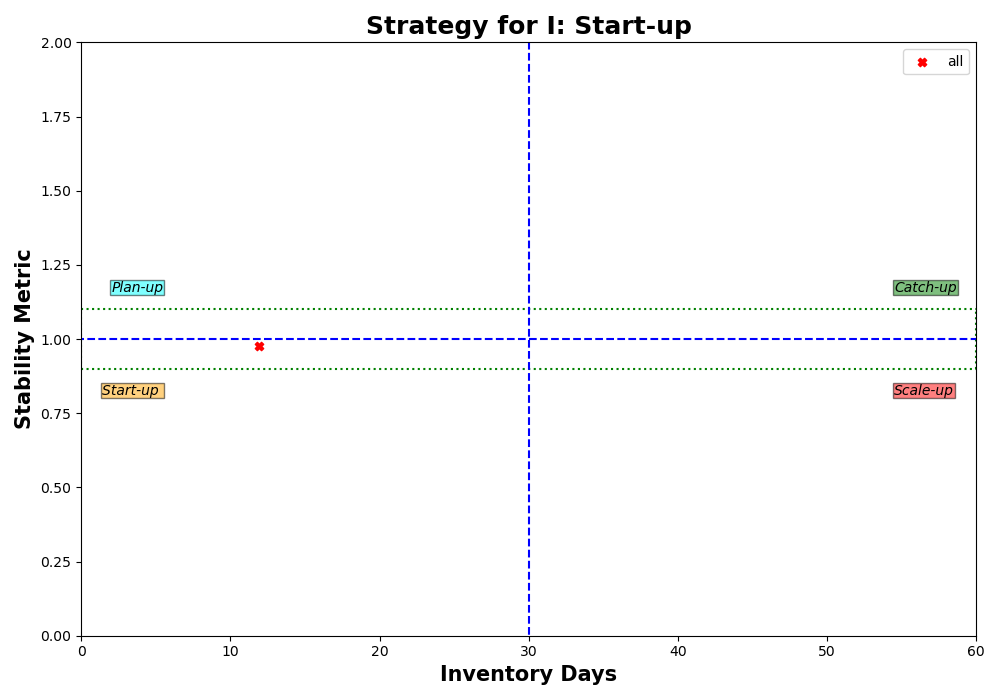 Strategy for I: Start-up
all
2.00
1.75
1.50
1.25
1.00
0.75
0.50
0.25
0.00
Stability Metric
Plan-up
Catch-up
Start-up
Scale-up
0 10 20 30 40 50 60
Inventory Days